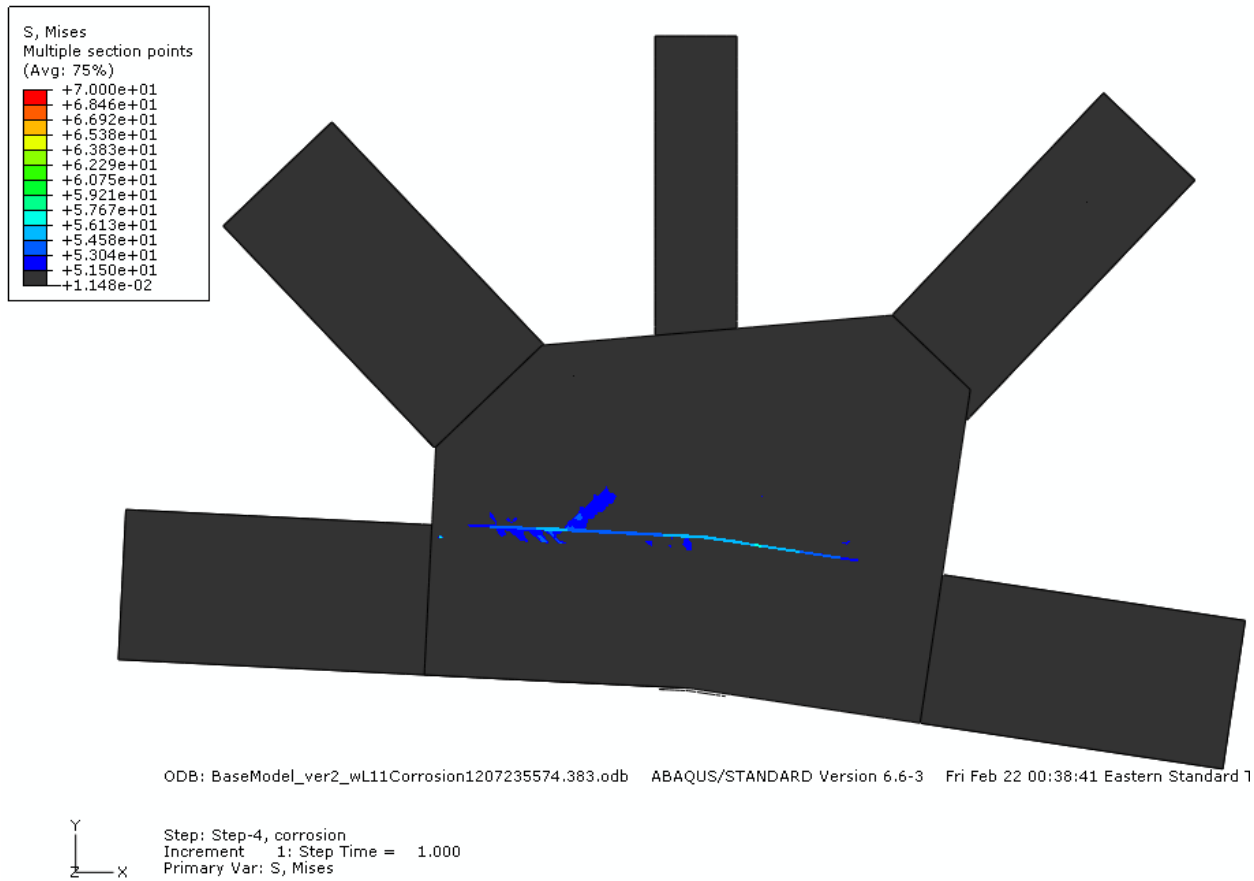 S, Mises
Multiple section points
(Avg: 75%)
+7.000e+01
+6.846e+01
+6.692e+01
+6.538e+01
+6.383e+01
+6.229e+01
+6.075e+01
+5.921e+01
+5.767e+01
+5.613e+01
+5.458e+01
+5.304e+01
+5.150e+01
+1.148e-02
ODB: BaseModel_ver2_wL11Corrosion1207235574.383.odb ABAQUS/STANDARD Version 6.6-3 Fri Feb 22 00:38:41 Eastern Standard T
Y
Z X
Step: Step-4, corrosion
Increment 1: Step Time = 1.000
Primary Var: S, Mises